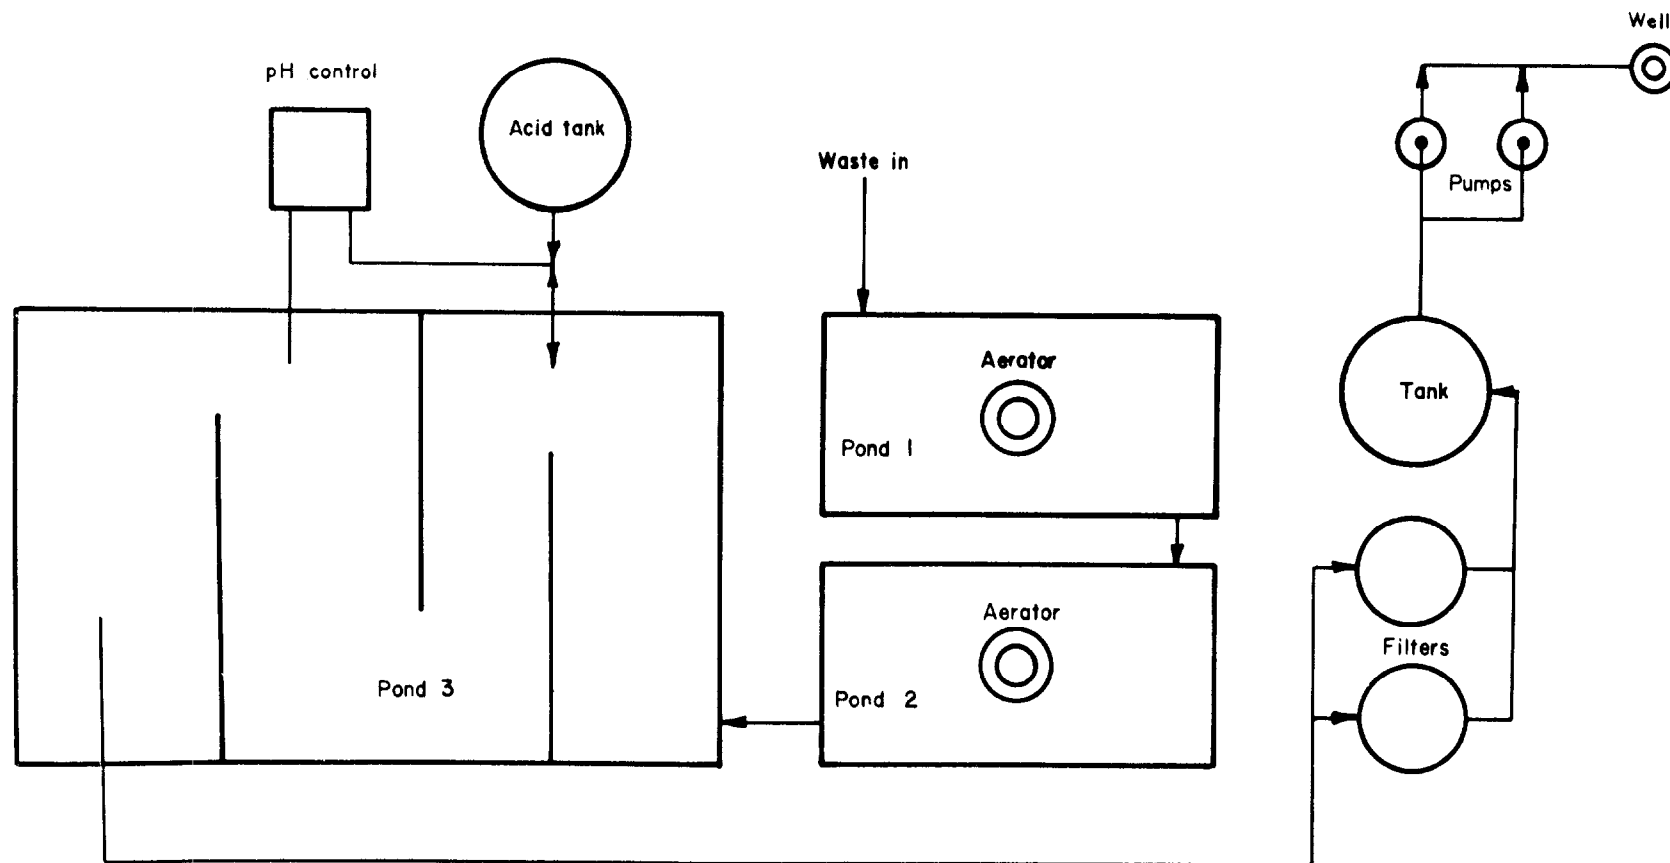 Well
pH control
Acid tank
Waste in
Pumps
Aerator
Tank
Pond 1
Aerator
Filters
Pond 3
Pond 2